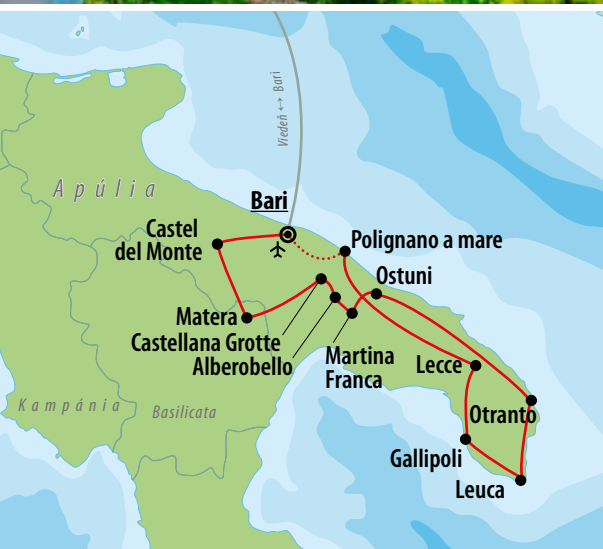 Viedeň ↔ Bari
Apúlia
Bari
Castel
del Monte
Polignano a mare
Ostuni
Matera
Castellana Grotte
Alberobello
Martina
Franca
Lecce
Kampánia
Basilicata
Otranto
Gallipoli
Leuca